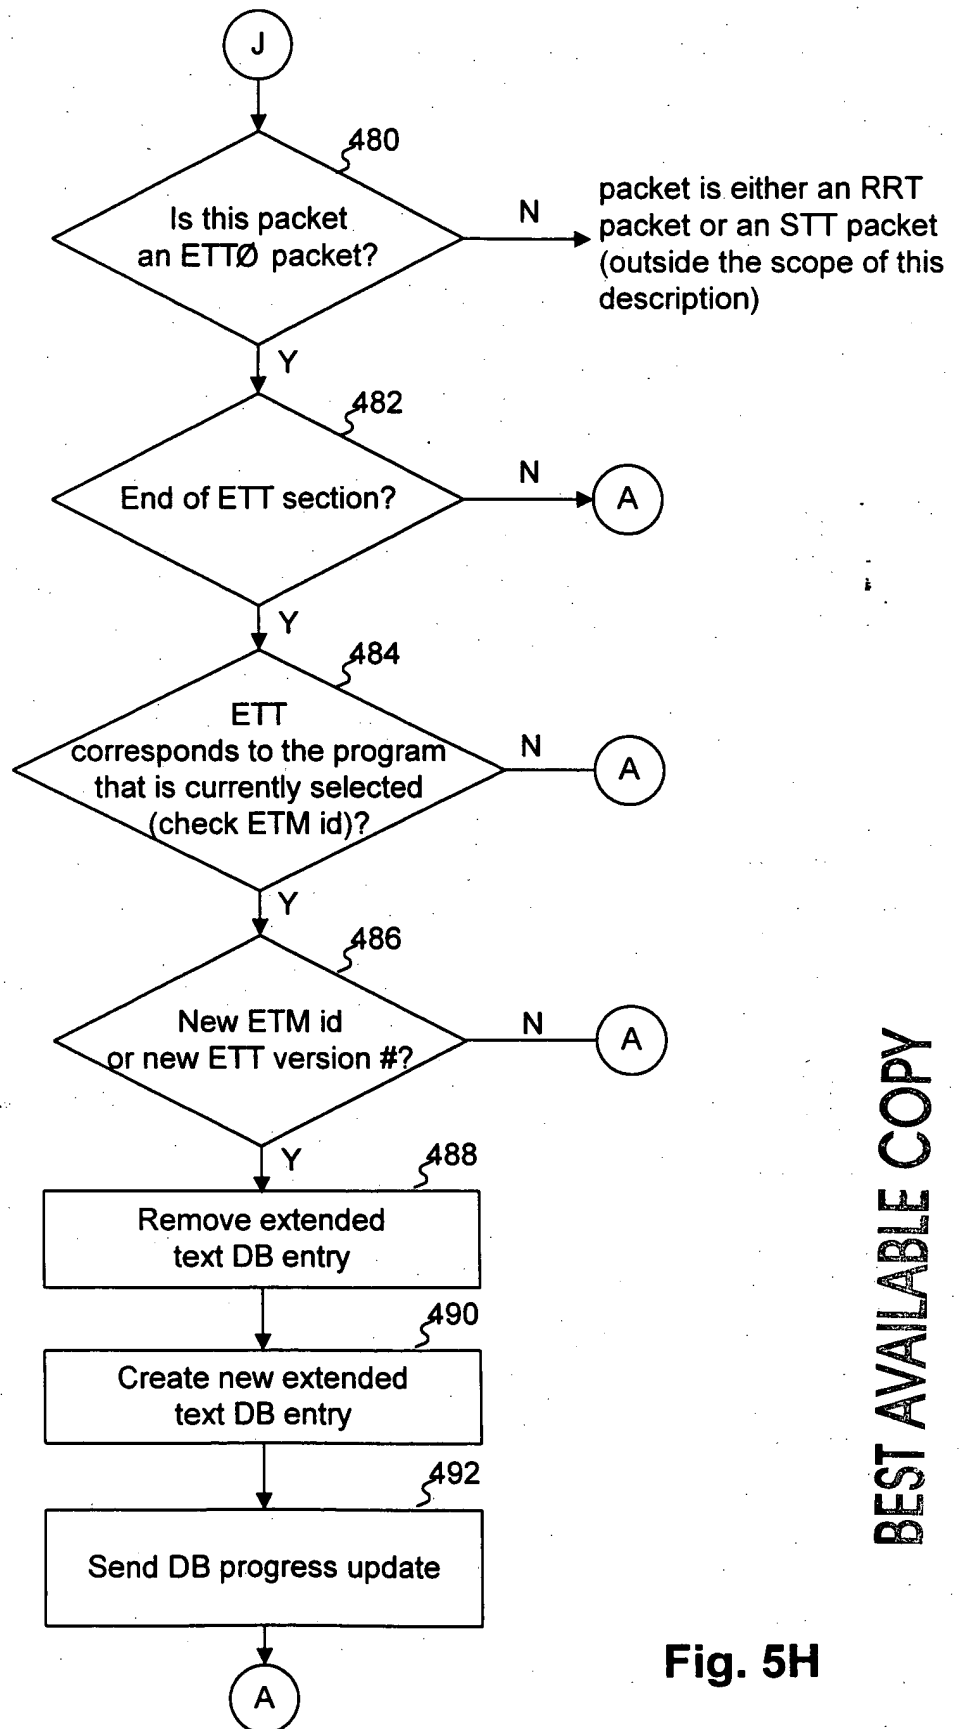 J
480
Is this packet
an ETTØ packet?
N
packet is either an RRT
packet or an STT packet
(outside the scope of this
description)
Y
482
End of ETT section?
N
A
Y
484
ETT
corresponds to the program
that is currently selected
(check ETM id)?
N
A
Y
486
New ETM id
or new ETT version #?
N
A
Y
488
Remove extended
text DB entry
490
Create new extended
text DB entry
492
Send DB progress update
A
Fig. 5H
BEST AVAILABLE COPY